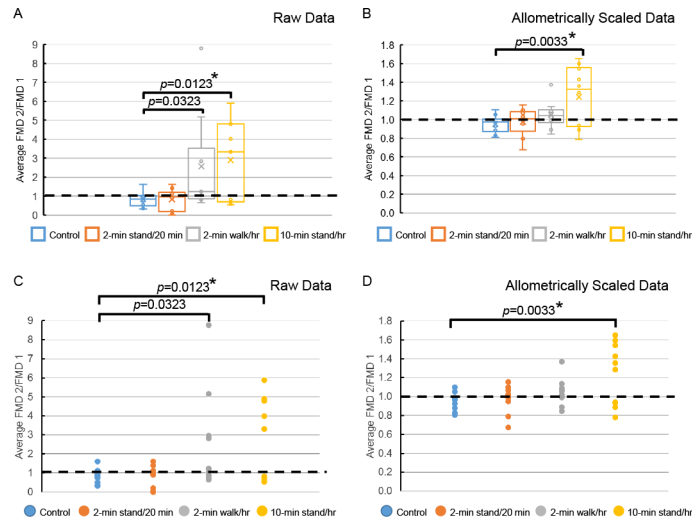 A
Raw Data
Average FMD 2/FMD 1
9
8
7
6
5
4
3
2
1
0
p=0.0123*
p=0.0323
Control
2-min stand/20 min
2-min walk/hr
10-min stand/hr
B
Allometrically Scaled Data
Average FMD 2/FMD 1
1.8
1.6
1.4
1.2
1.0
0.8
0.6
0.4
0.2
0.0
p=0.0033*
Control
2-min stand/20 min
2-min walk/hr
10-min stand/hr
C
Raw Data
p=0.0123*
p=0.0323
Average FMD 2/FMD 1
9
8
7
6
5
4
3
2
1
0
Control
2-min stand/20 min
2-min walk/hr
10-min stand/hr
D
Allometrically Scaled Data
p=0.0033*
Average FMD 2/FMD 1
1.8
1.6
1.4
1.2
1.0
0.8
0.6
0.4
0.2
0.0
Control
2-min stand/20 min
2-min walk/hr
10-min stand/hr